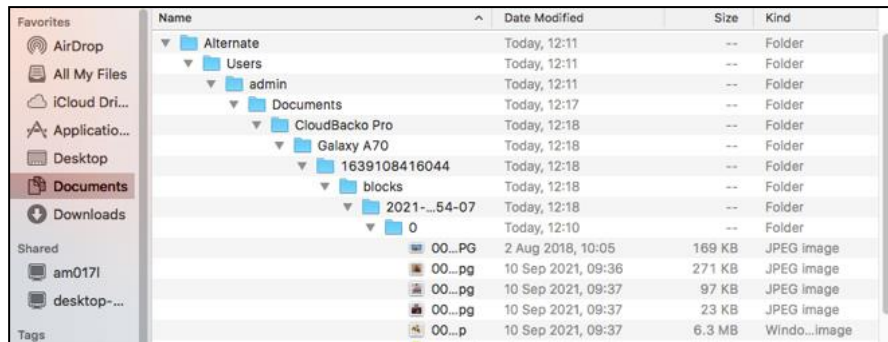 Favorites
AirDrop
All My Files
iCloud Dri...
Applicatio...
Desktop
Documents
Downloads
Shared
am017l
desktop-...
Tags
Name Date Modified Size Kind
Alternate Today, 12:11 -- Folder
Users Today, 12:11 -- Folder
admin Today, 12:11 -- Folder
Documents Today, 12:17 -- Folder
CloudBacko Pro Today, 12:18 -- Folder
Galaxy A70 Today, 12:18 -- Folder
1639108416044 Today, 12:18 -- Folder
blocks Today, 12:18 -- Folder
2021-...54-07 Today, 12:18 -- Folder
0 Today, 12:10 -- Folder
00...PG 2 Aug 2018, 10:05 169 KB JPEG image
00...pg 10 Sep 2021, 09:36 271 KB JPEG image
00...pg 10 Sep 2021, 09:37 97 KB JPEG image
00...pg 10 Sep 2021, 09:37 23 KB JPEG image
00...p 10 Sep 2021, 09:37 6.3 MB Windo...image